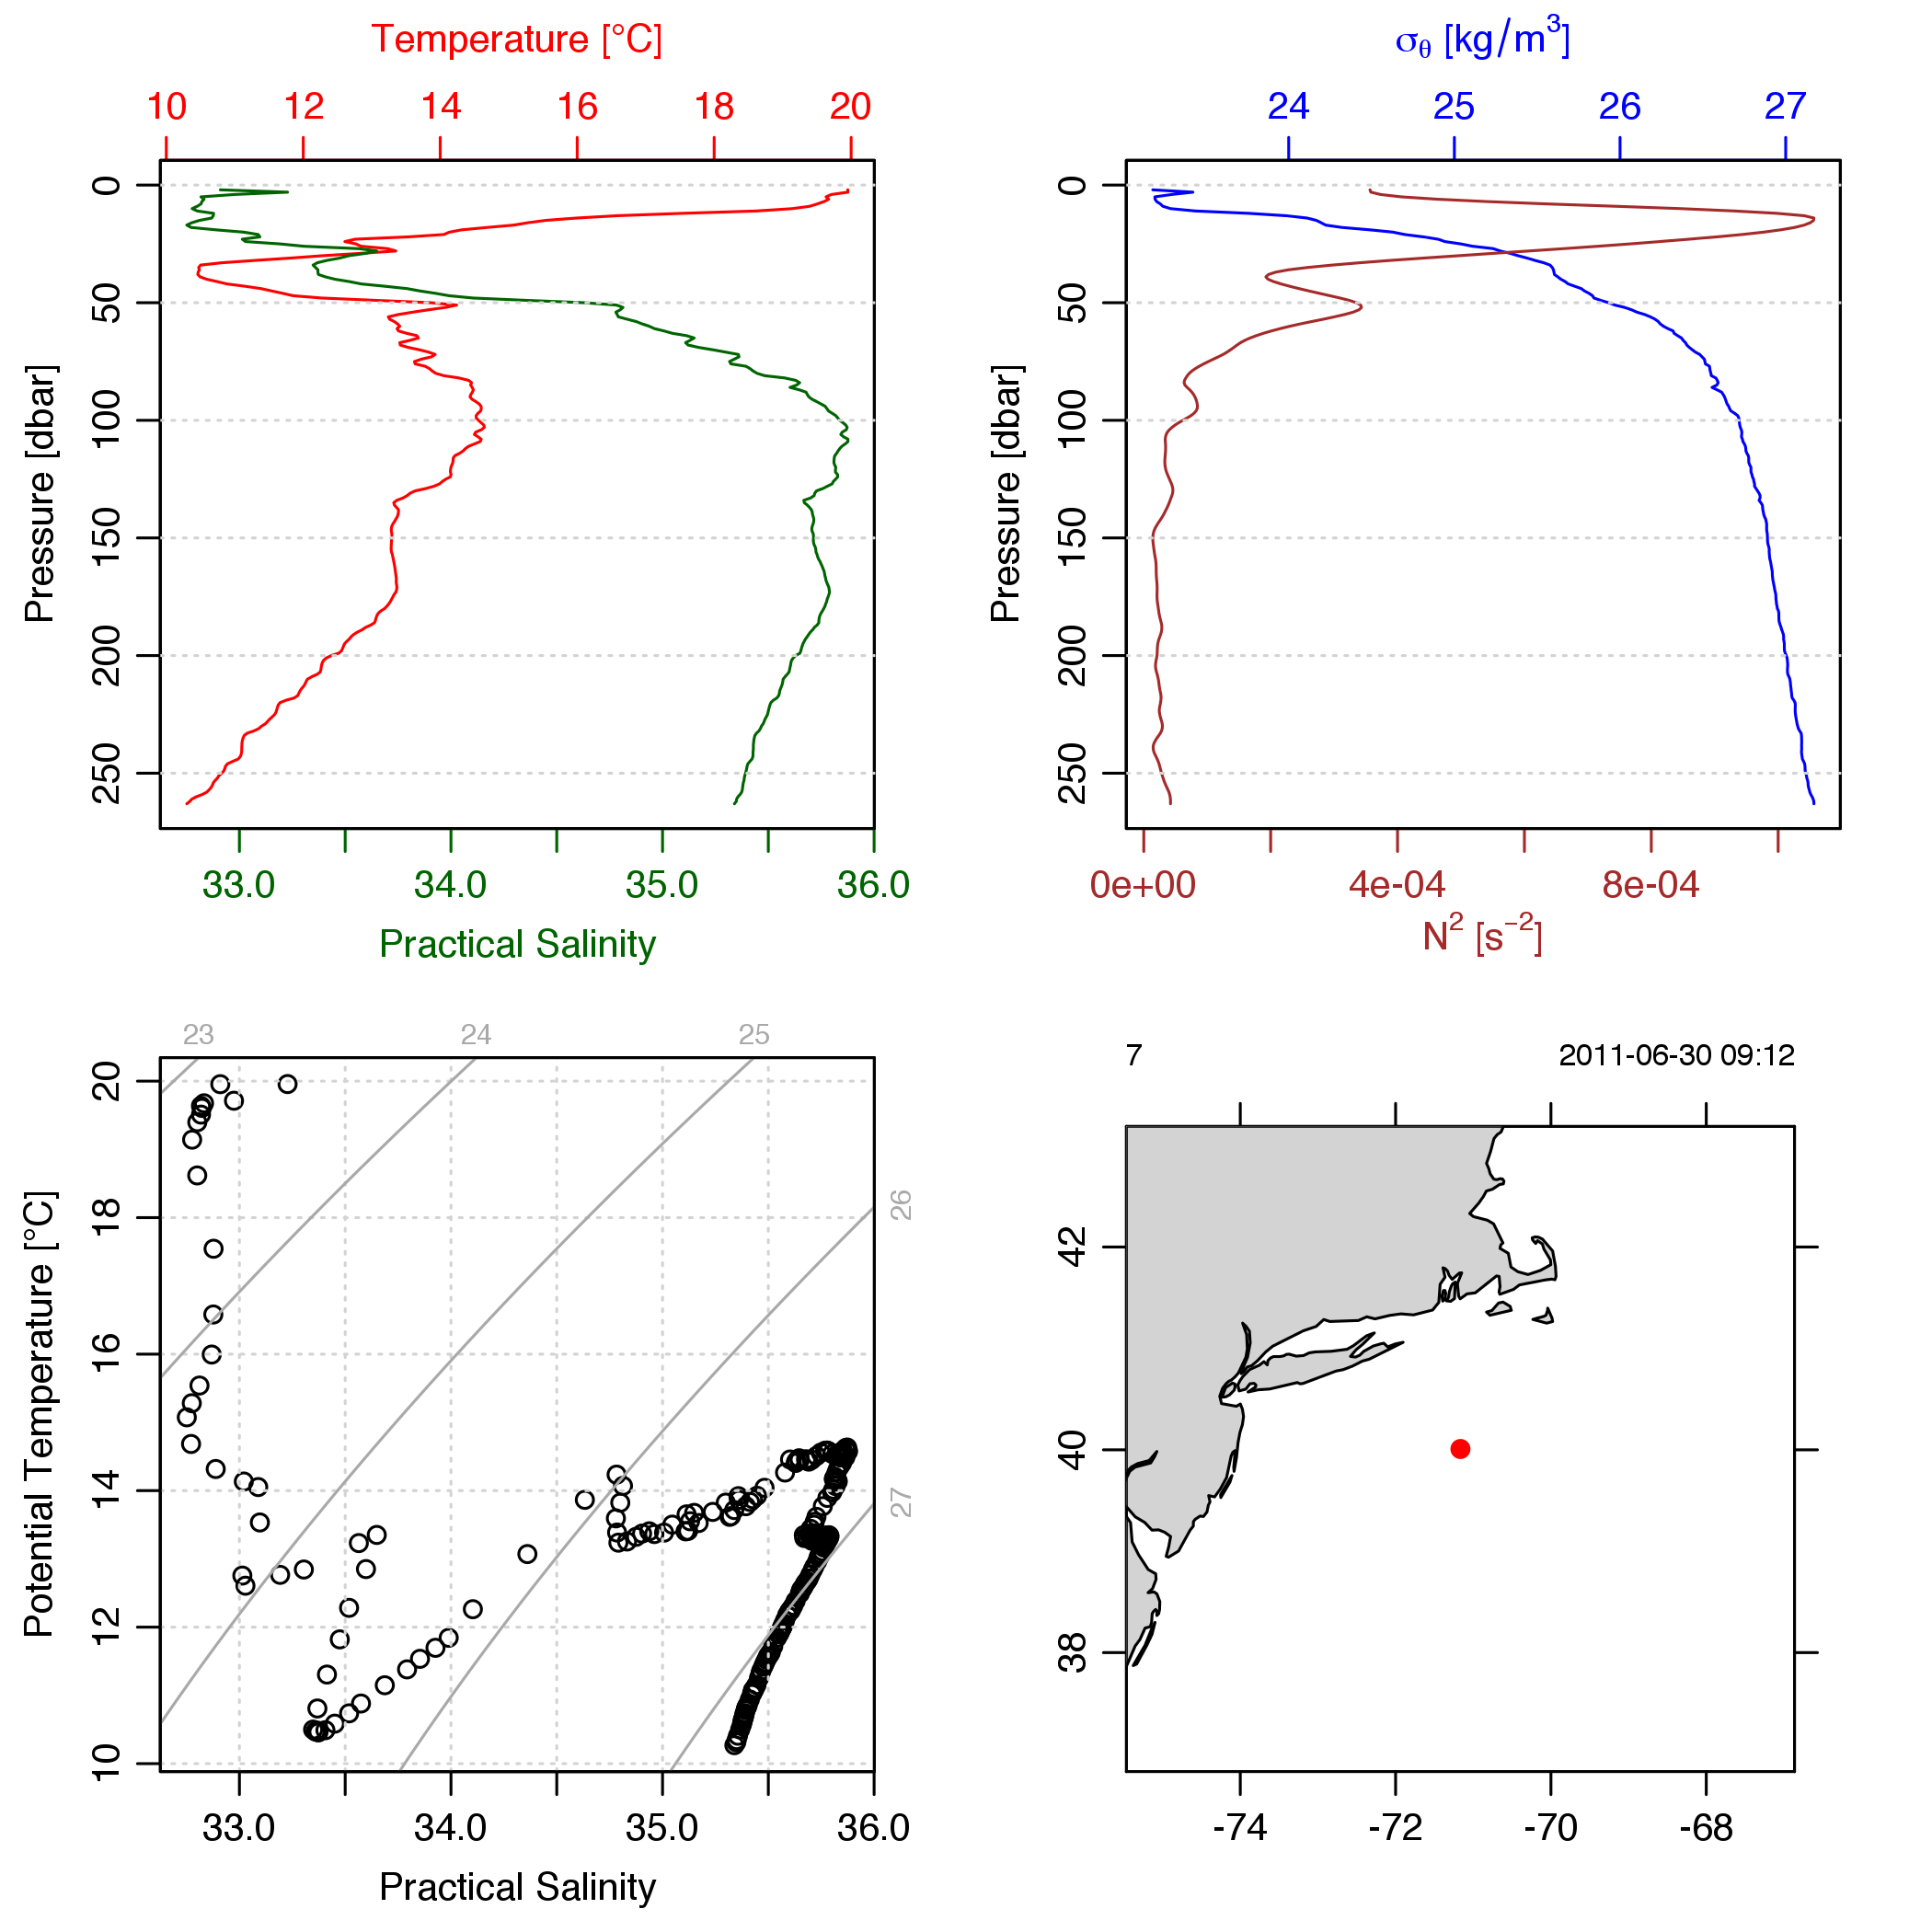 Temperature [°C]
10 12 14 16 18 20
0
50
100
150
200
250
Pressure [dbar]
33.0 34.0 35.0 36.0
Practical Salinity
σθ [kg/m³]
24 25 26 27
0
50
100
150
200
250
Pressure [dbar]
0e+00 4e-04 8e-04
N² [s⁻²]
23 24 25
26
27
20
18
16
14
12
10
Potential Temperature [°C]
33.0 34.0 35.0 36.0
Practical Salinity
7 2011-06-30 09:12
42
40
38
-74 -72 -70 -68